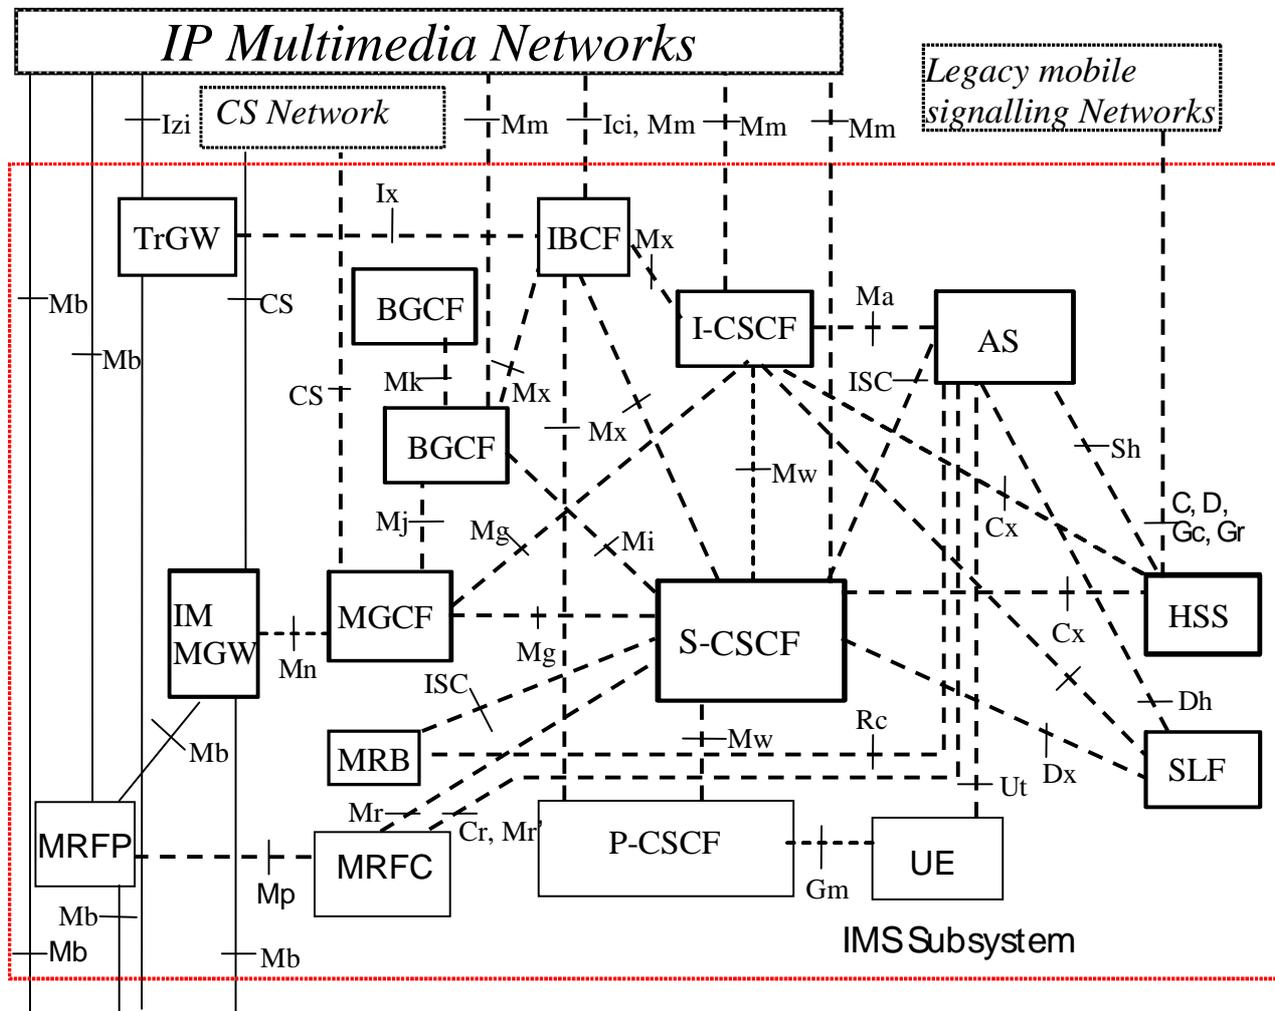 IP Multimedia Networks
Legacy mobile
signalling Networks
CS Network
Izi
Mm
Ici, Mm
Mm
Mm
Ix
TrGW
IBCF
Mx
Mb
CS
BGCF
I-CSCF
Ma
AS
Mb
Mk
Mx
ISC
CS
BGCF
Mx
Mw
Sh
Cx
C, D,
Gc, Gr
Mj
Mg
Mi
IM
MGW
MGCF
S-CSCF
HSS
Mn
Mg
Cx
ISC
Dh
Mb
MRB
Mw
Rc
Dx
SLF
Ut
Mr
Cr, Mr'
MRFP
MRFC
P-CSCF
UE
Mp
Gm
Mb
Mb
Mb
IMS Subsystem